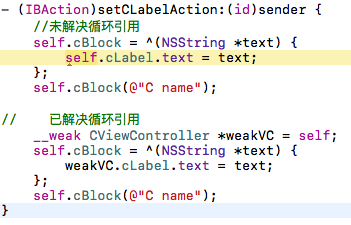 - (IBAction)setCLabelAction:(id)sender {
    //未解决循环引用
    self.cBlock = ^(NSString *text) {
        self.cLabel.text = text;
    };
    self.cBlock(@"C name");

//    已解决循环引用
    __weak CViewController *weakVC = self;
    self.cBlock = ^(NSString *text) {
        weakVC.cLabel.text = text;
    };
    self.cBlock(@"C name");
}